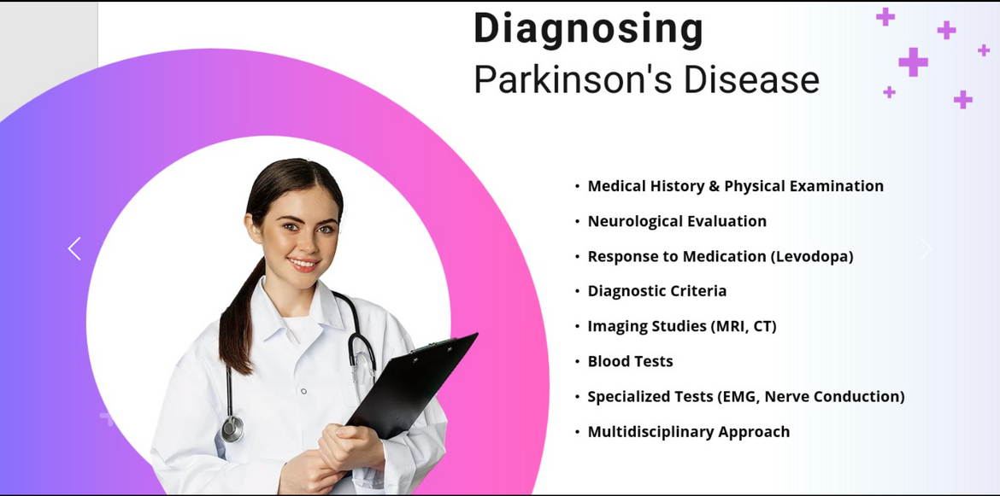 Diagnosing
Parkinson's Disease
• Medical History & Physical Examination
• Neurological Evaluation
• Response to Medication (Levodopa)
• Diagnostic Criteria
• Imaging Studies (MRI, CT)
• Blood Tests
• Specialized Tests (EMG, Nerve Conduction)
• Multidisciplinary Approach